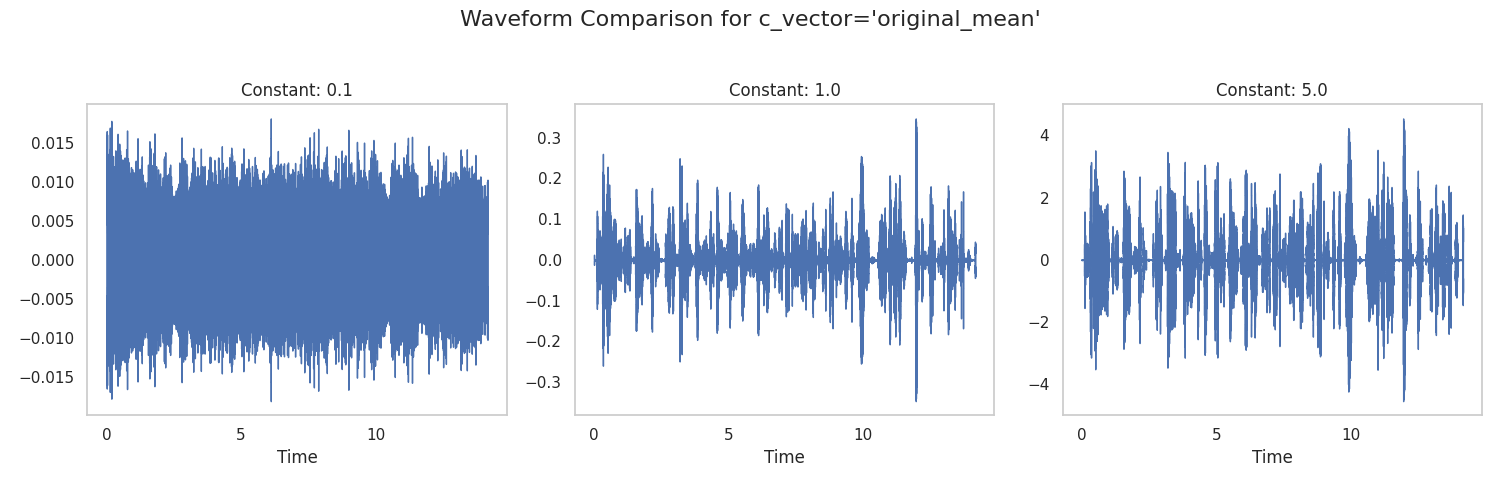 Waveform Comparison for c_vector='original_mean'
Constant: 0.1
0.015
0.010
0.005
0.000
−0.005
−0.010
−0.015
0 5 10
Time
Constant: 1.0
0.3
0.2
0.1
0.0
−0.1
−0.2
−0.3
0 5 10
Time
Constant: 5.0
4
2
0
−2
−4
0 5 10
Time